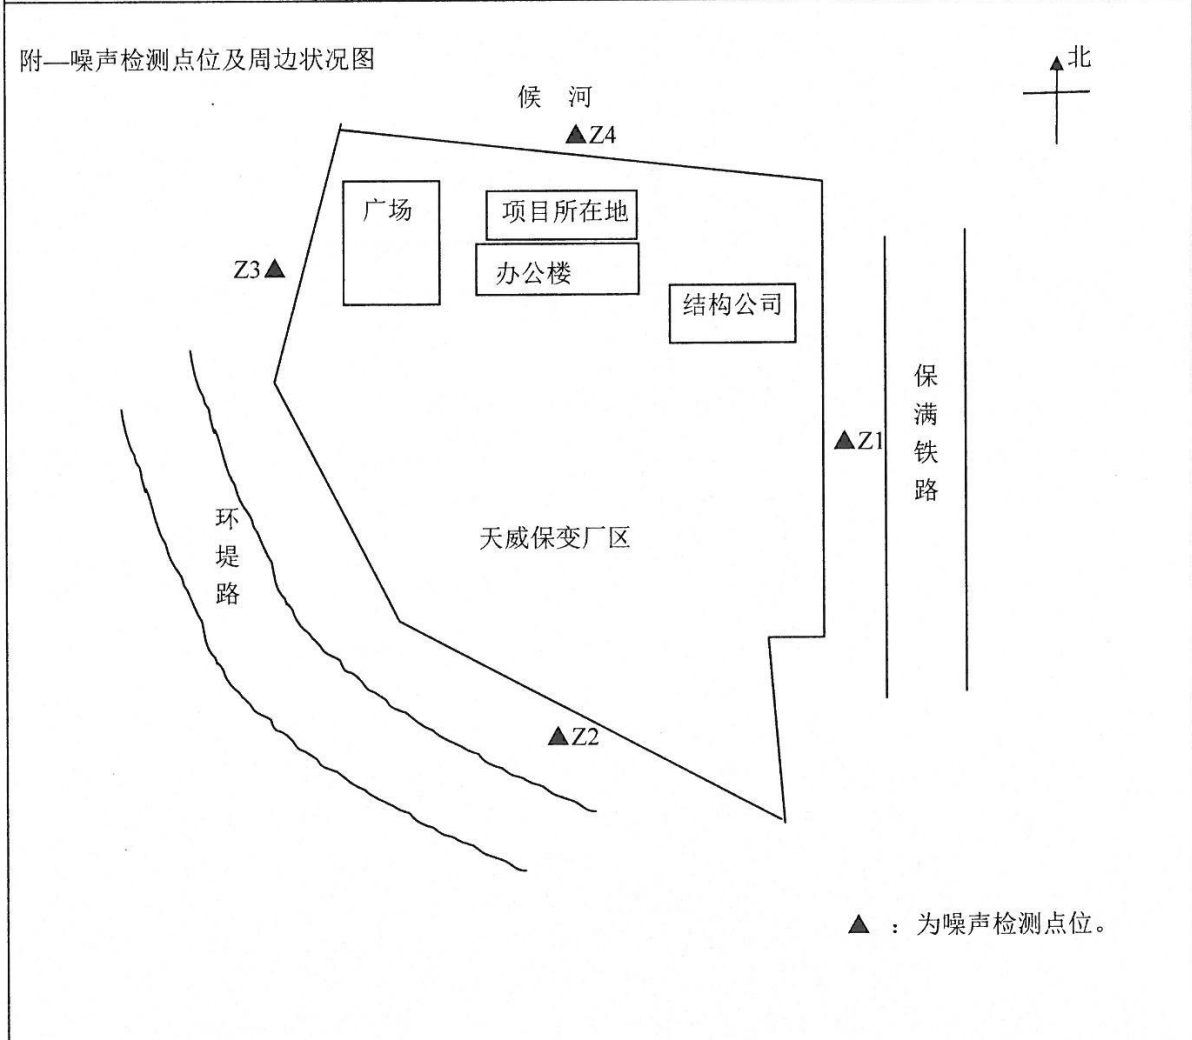 附—噪声检测点位及周边状况图
北
候 河
▲Z4
广场
项目所在地
办公楼
Z3▲
结构公司
保满铁路
▲Z1
环堤路
天威保变厂区
▲Z2
▲ ：为噪声检测点位。